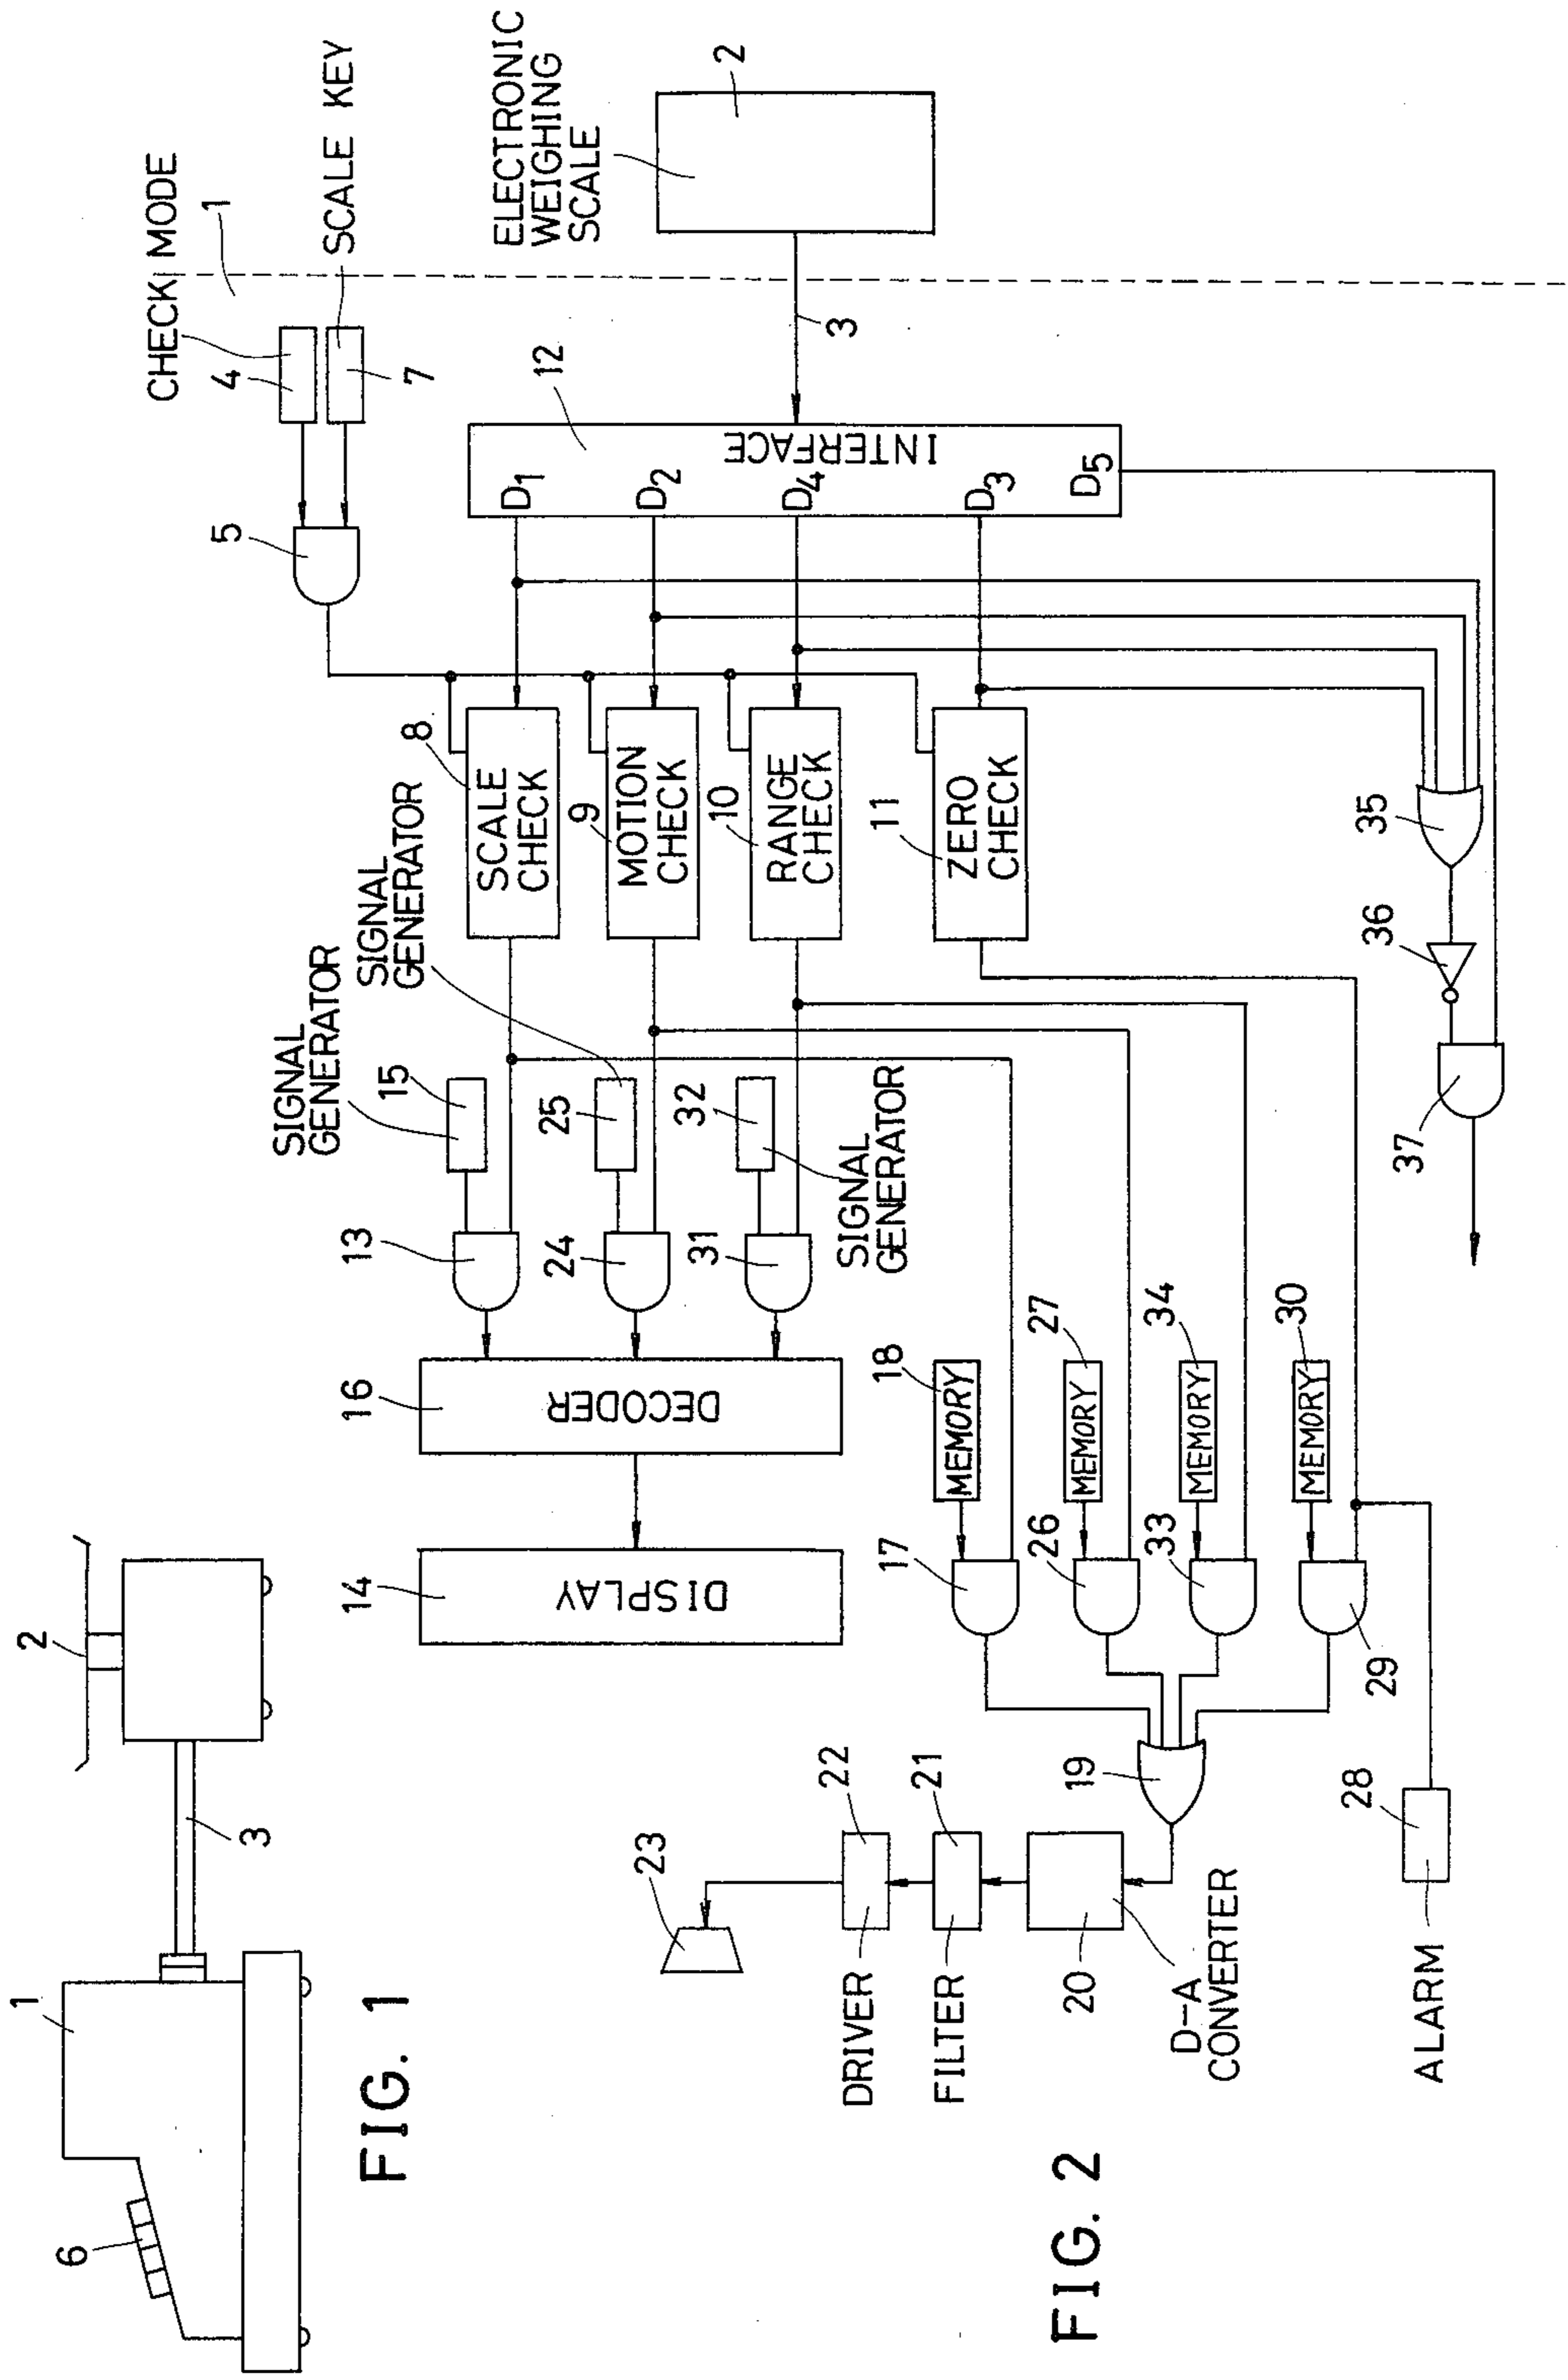 1
2
3
6
FIG. 1
CHECK MODE
1
SCALE KEY
4
7
5
ELECTRONIC
WEIGHING
SCALE
2
3
12
INTERFACE
D1
D2
D4
D3
D5
8
SCALE
CHECK
9
MOTION
CHECK
10
RANGE
CHECK
11
ZERO
CHECK
SIGNAL
GENERATOR
15
SIGNAL
GENERATOR
25
32
SIGNAL
GENERATOR
13
24
31
16
DECODER
14
DISPLAY
18
MEMORY
27
MEMORY
34
MEMORY
30
MEMORY
17
26
33
29
35
36
37
19
20
D-A
CONVERTER
21
FILTER
22
DRIVER
23
28
ALARM
FIG. 2